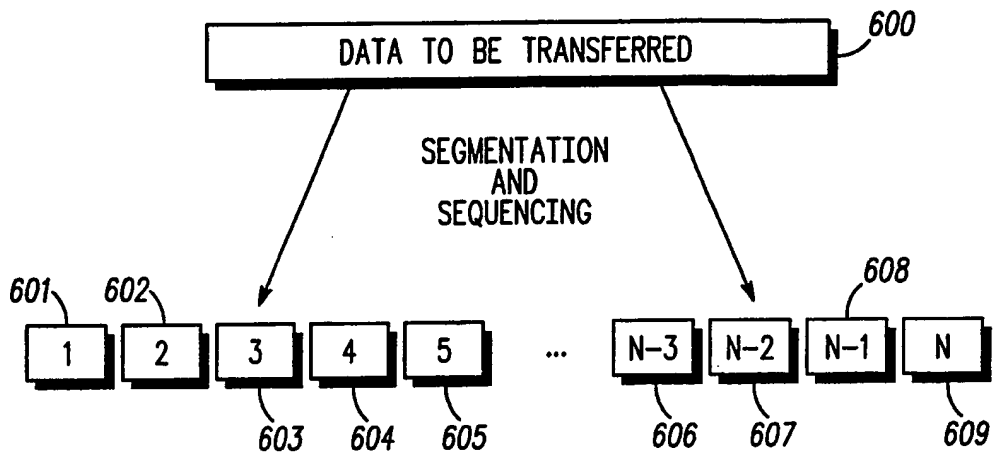 600
DATA TO BE TRANSFERRED
SEGMENTATION
AND
SEQUENCING
601 602 608
1 2 3 4 5 ... N-3 N-2 N-1 N
603 604 605 606 607 609